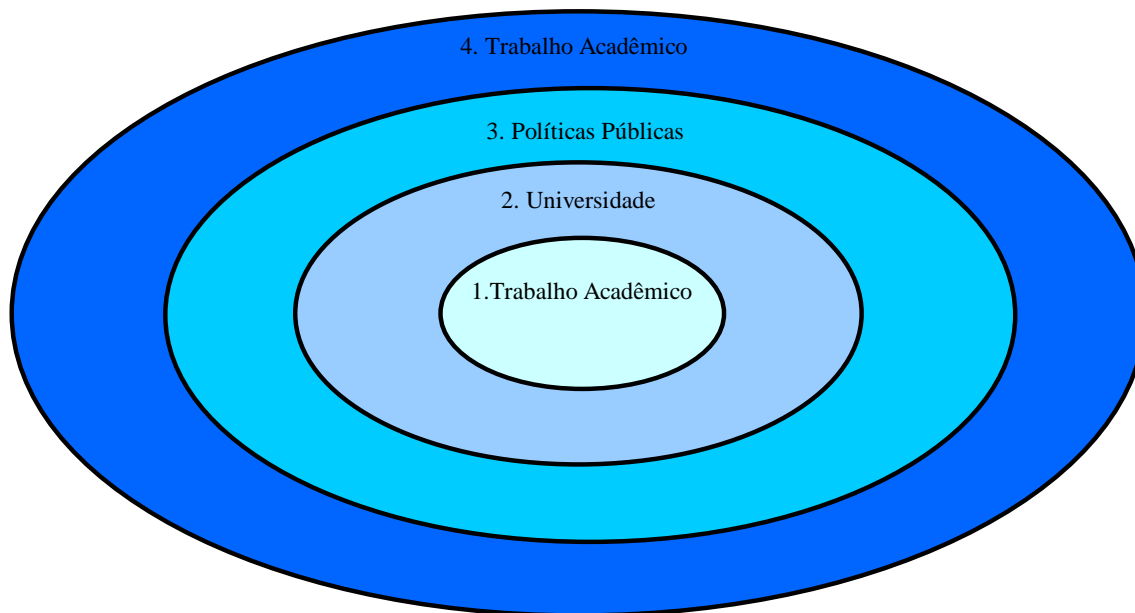 4. Trabalho Acadêmico
3. Políticas Públicas
2. Universidade
1.Trabalho Acadêmico